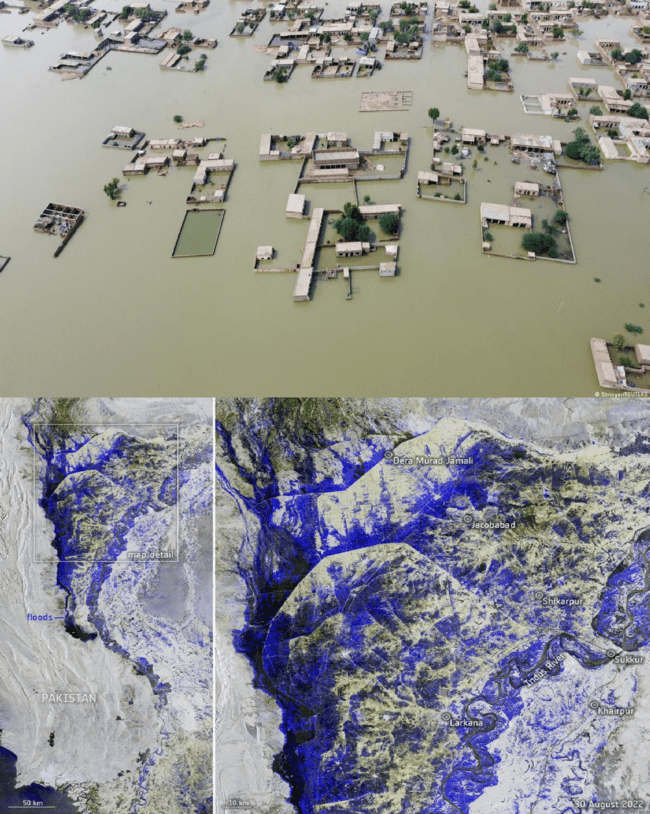 © Stringer/REUTERS
Dera Murad Jamali
Jacobabad
map detail
Shikarpur
floods
Sukkur
PAKISTAN
Indus River
Khairpur
Larkana
50 km
10 km
30 August 2022